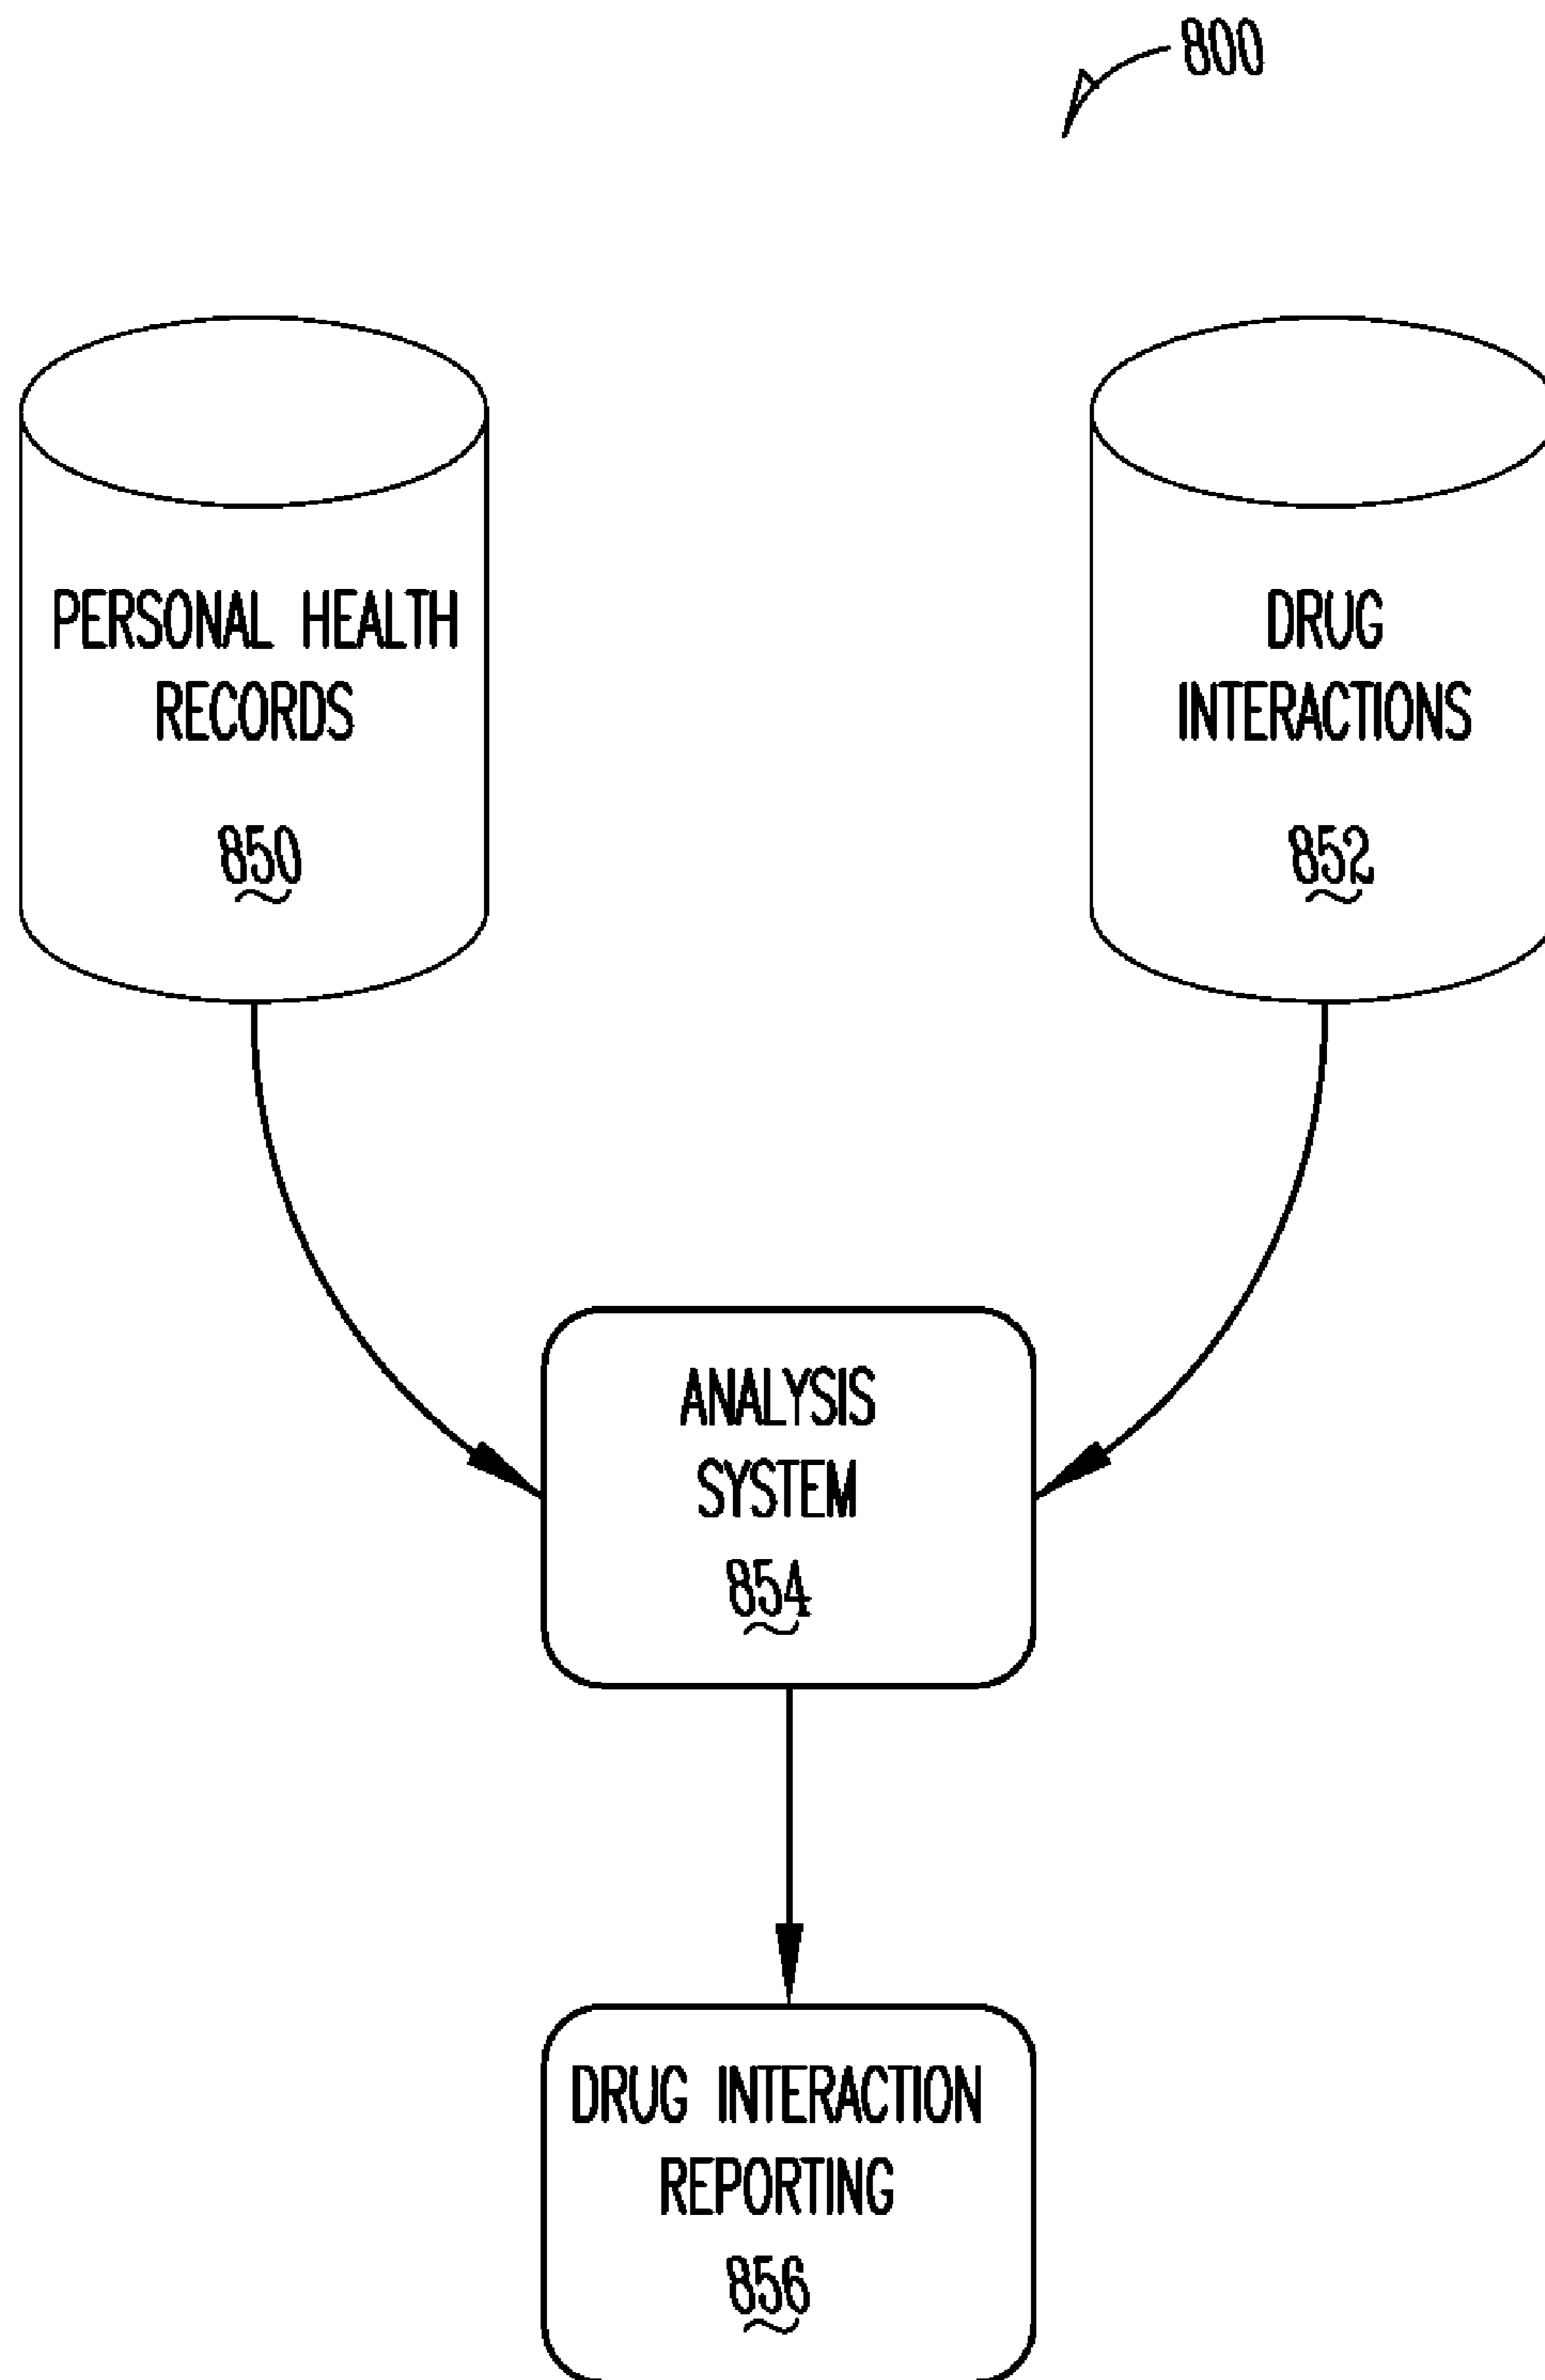 800
PERSONAL HEALTH
RECORDS
850
DRUG
INTERACTIONS
852
ANALYSIS
SYSTEM
854
DRUG INTERACTION
REPORTING
856